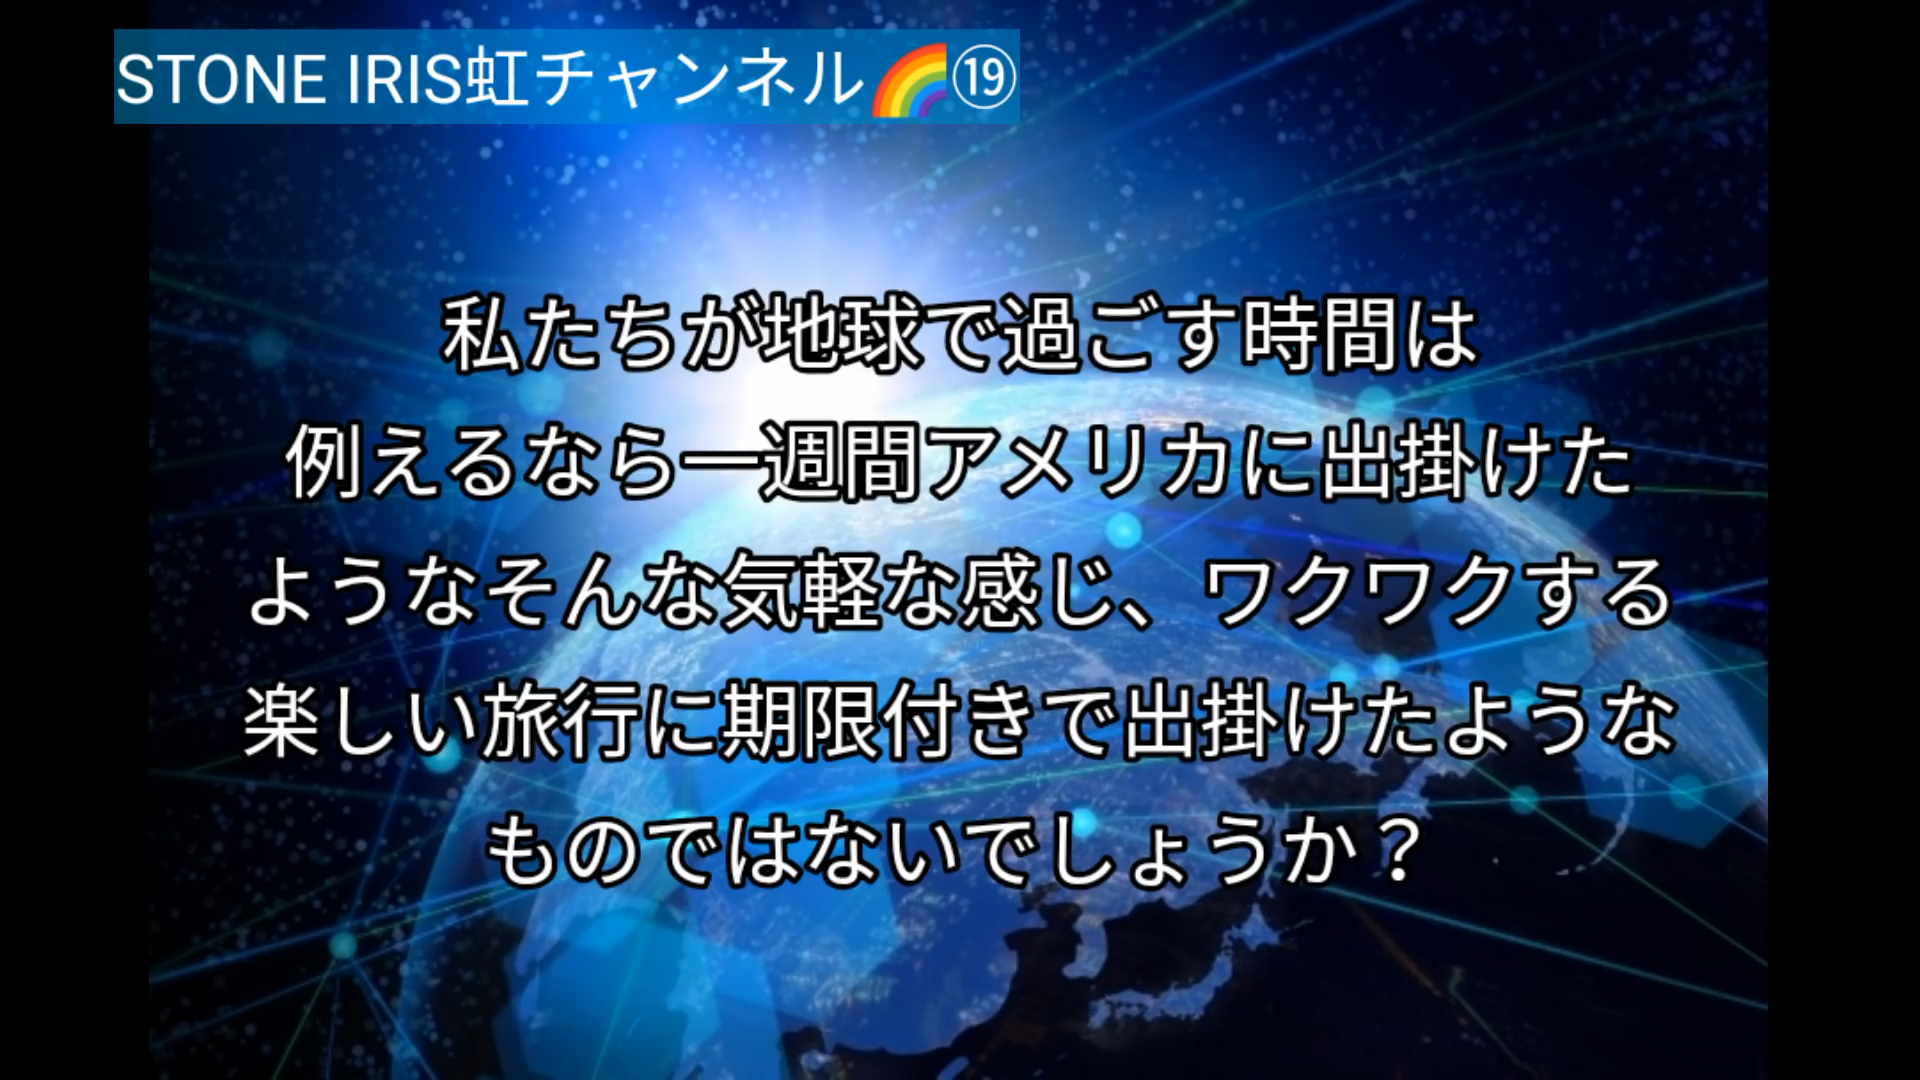 STONE IRIS虹チャンネル🌈⑲
私たちが地球で過ごす時間は
例えるなら一週間アメリカに出掛けた
ようなそんな気軽な感じ、ワクワクする
楽しい旅行に期限付きで出掛けたような
ものではないでしょうか？